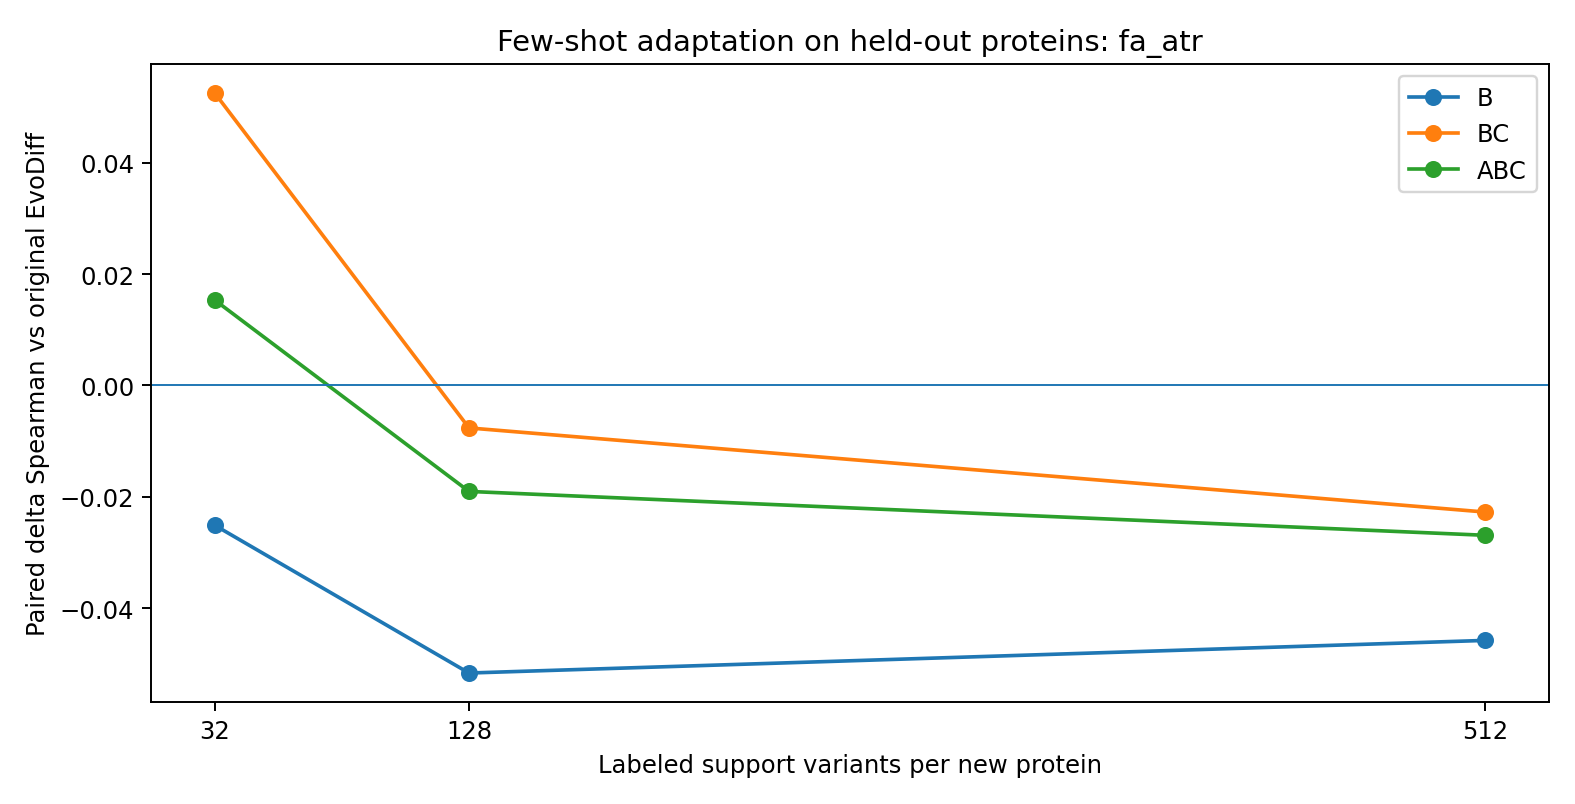 Few-shot adaptation on held-out proteins: fa_atr
Paired delta Spearman vs original EvoDiff
0.04
0.02
0.00
−0.02
−0.04
B
BC
ABC
32
128
512
Labeled support variants per new protein